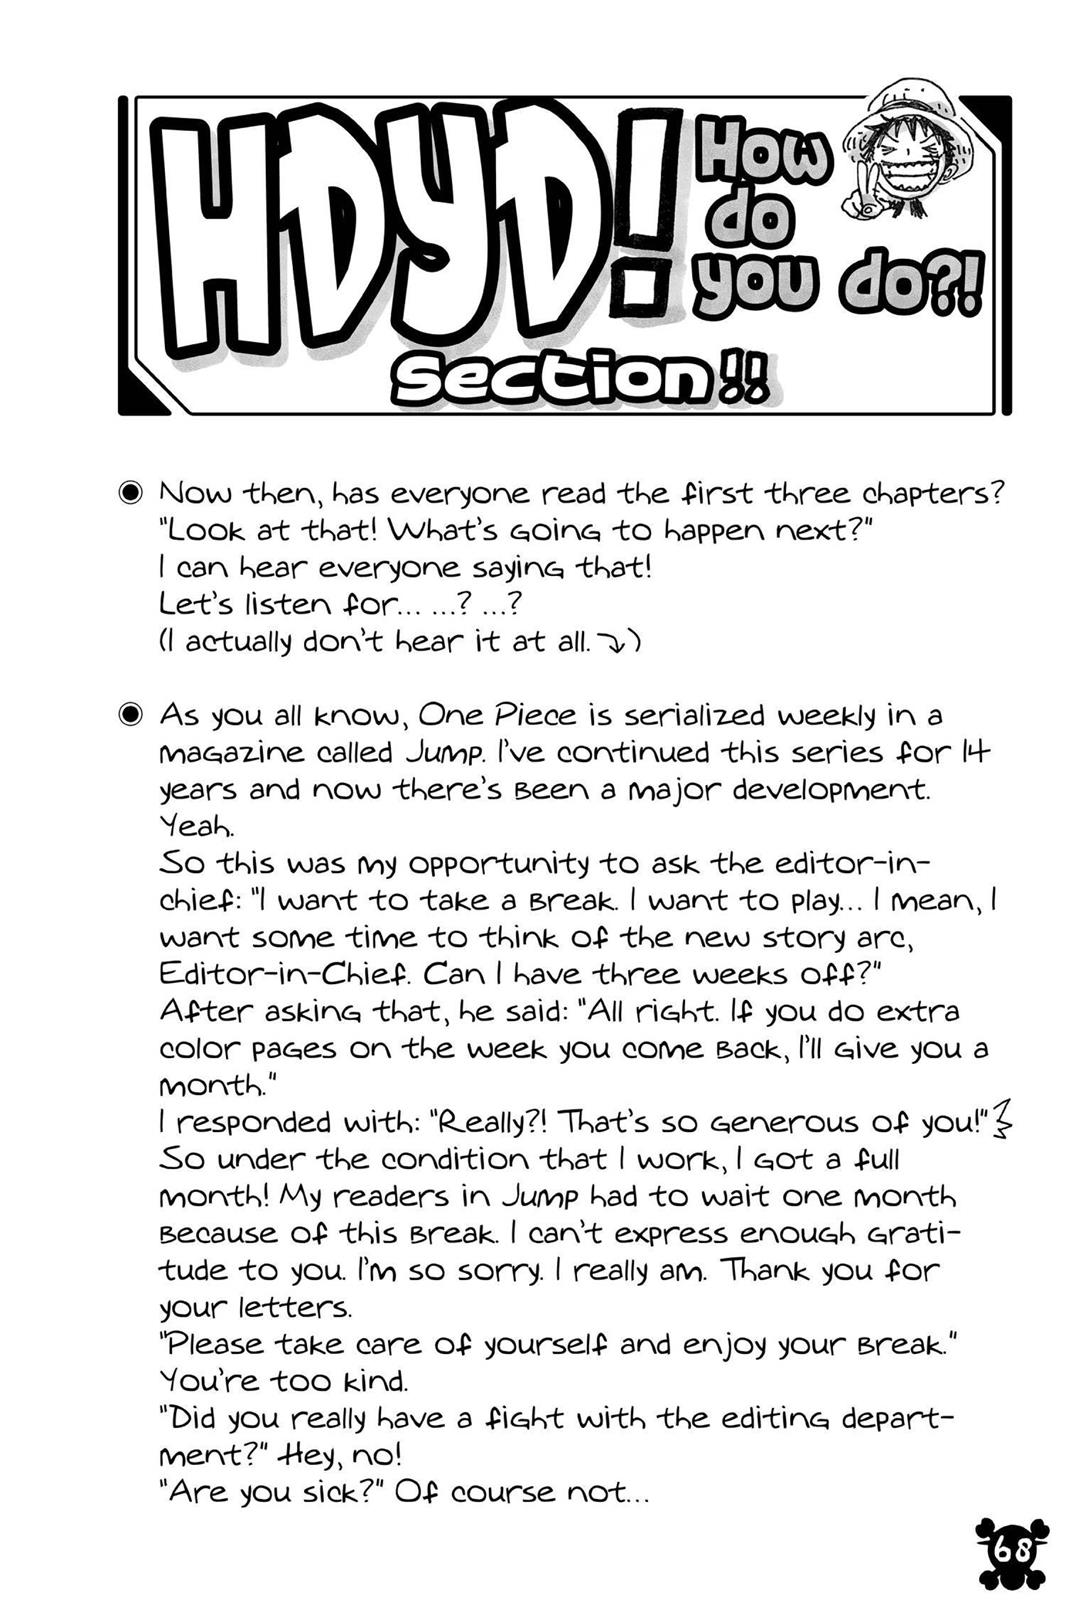 HDYD!
How
do
you do?!
Section!!
Now then, has everyone read the first three chapters?
"Look at that! What's going to happen next?"
I can hear everyone saying that!
Let's listen for... ...? ...?
(I actually don't hear it at all. ⤵)
As you all know, One Piece is serialized weekly in a
magazine called Jump. I've continued this series for 14
years and now there's been a major development.
Yeah.
So this was my opportunity to ask the editor-in-
chief: "I want to take a break. I want to play... I mean, I
want some time to think of the new story arc,
Editor-in-Chief. Can I have three weeks off?"
After asking that, he said: "All right. If you do extra
color pages on the week you come back, I'll give you a
month."
I responded with: "Really?! That's so generous of you!"
So under the condition that I work, I got a full
month! My readers in Jump had to wait one month
because of this break. I can't express enough grati-
tude to you. I'm so sorry. I really am. Thank you for
your letters.
"Please take care of yourself and enjoy your break."
You're too kind.
"Did you really have a fight with the editing depart-
ment?" Hey, no!
"Are you sick?" Of course not...
68